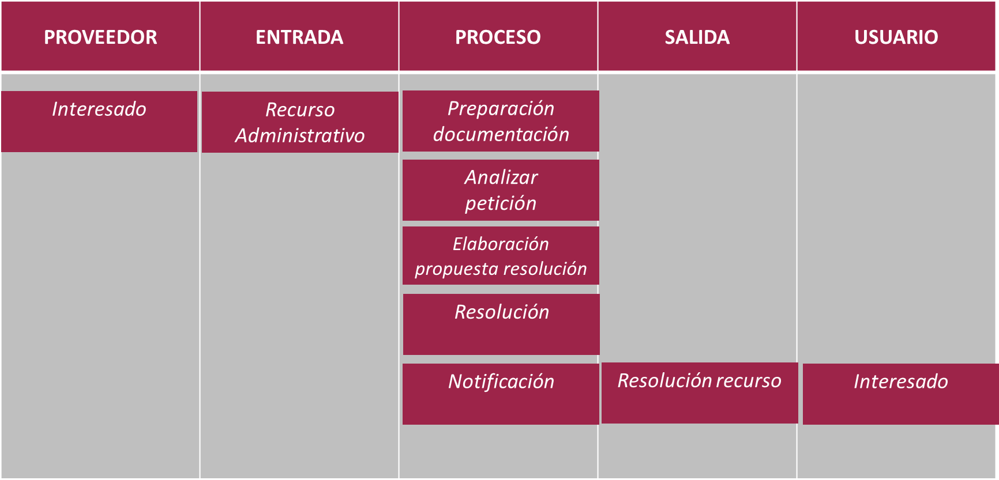 PROVEEDOR
ENTRADA
PROCESO
SALIDA
USUARIO
Interesado
Recurso
Administrativo
Preparación
documentación
Analizar
petición
Elaboración
propuesta resolución
Resolución
Notificación
Resolución recurso
Interesado